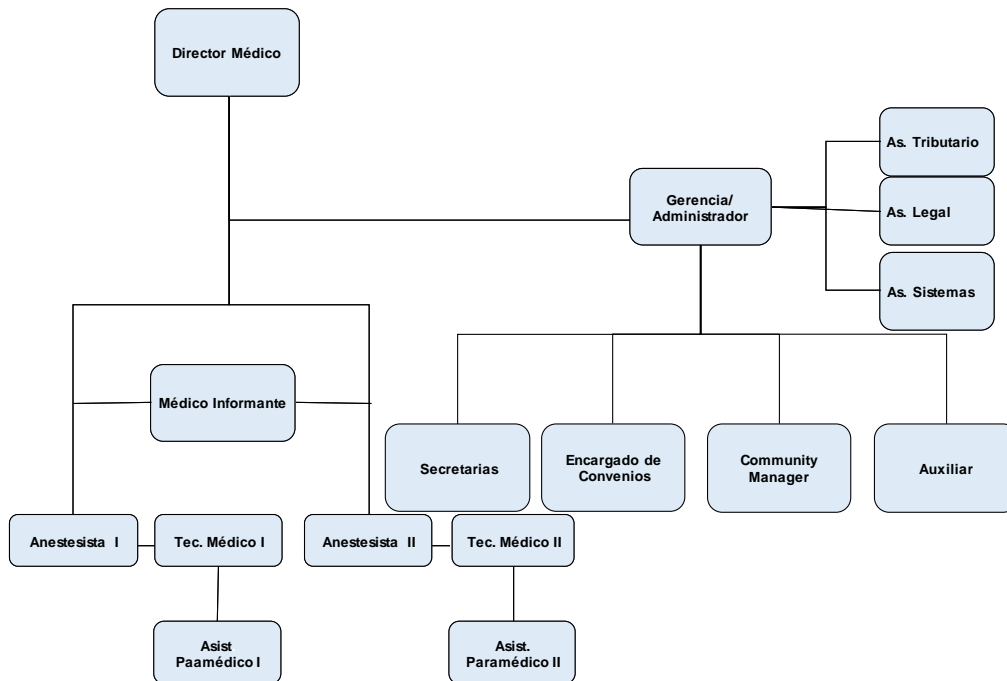 Director Médico
As. Tributario
Gerencia/
Administrador
As. Legal
As. Sistemas
Médico Informante
Secretarias
Encargado de
Convenios
Community
Manager
Auxiliar
Anestesista I
Tec. Médico I
Anestesista II
Tec. Médico II
Asist
Paamédico I
Asist.
Paramédico II